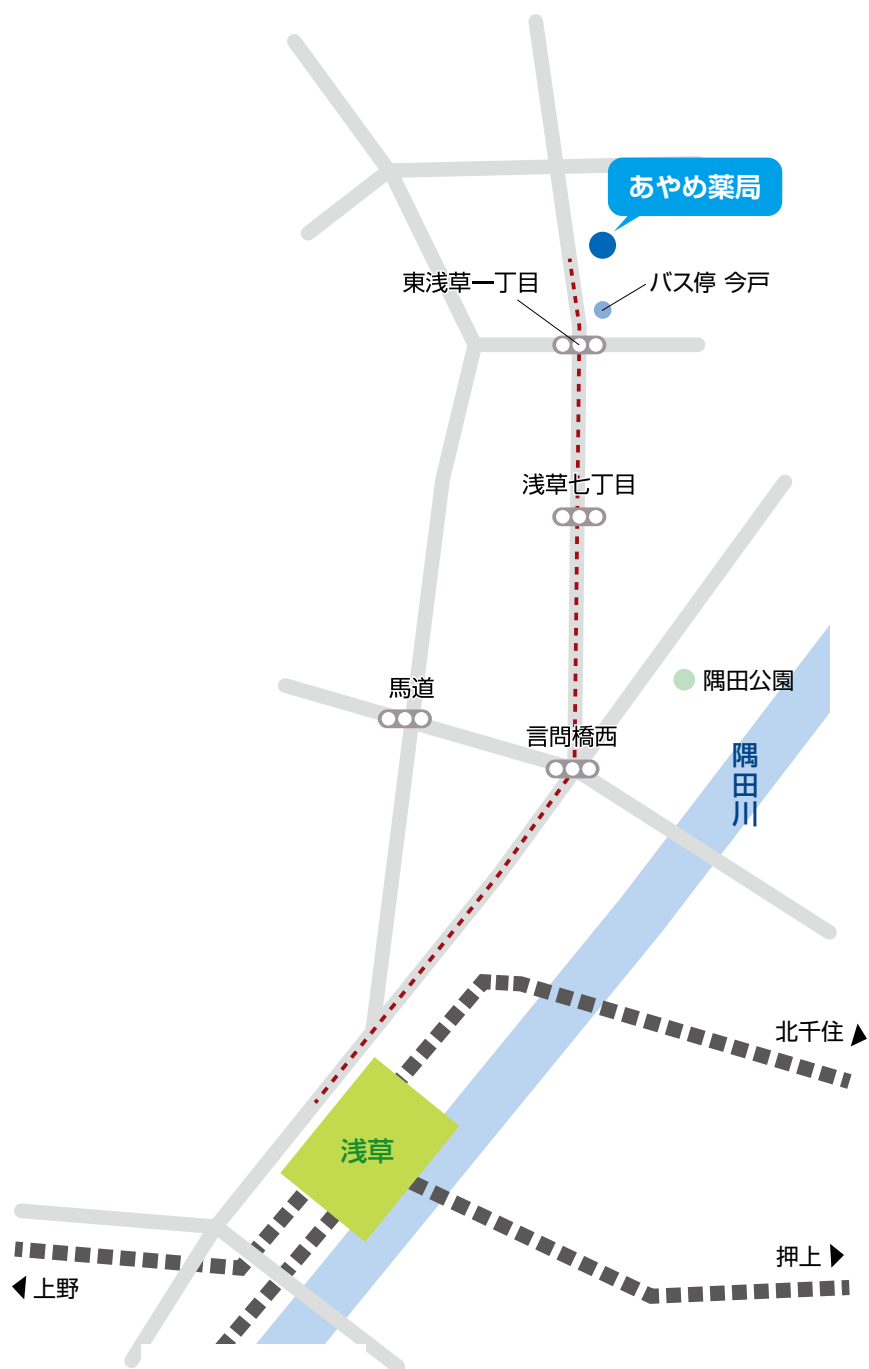 あやめ薬局
東浅草一丁目
バス停 今戸
浅草七丁目
隅田公園
馬道
言問橋西
隅田川
北千住
浅草
押上
上野